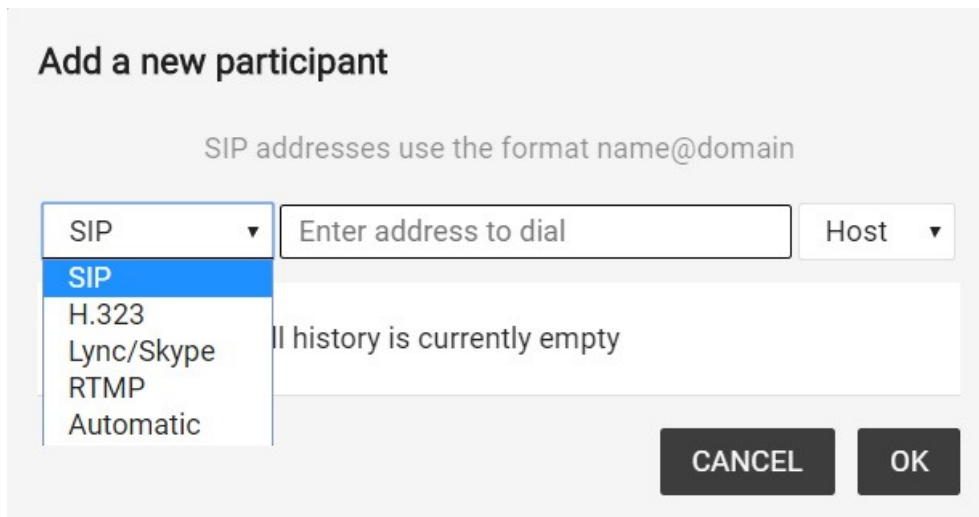 Add a new participant
SIP addresses use the format name@domain
SIP Enter address to dial Host
SIP
H.323
ll history is currently empty
Lync/Skype
RTMP
Automatic
CANCEL OK